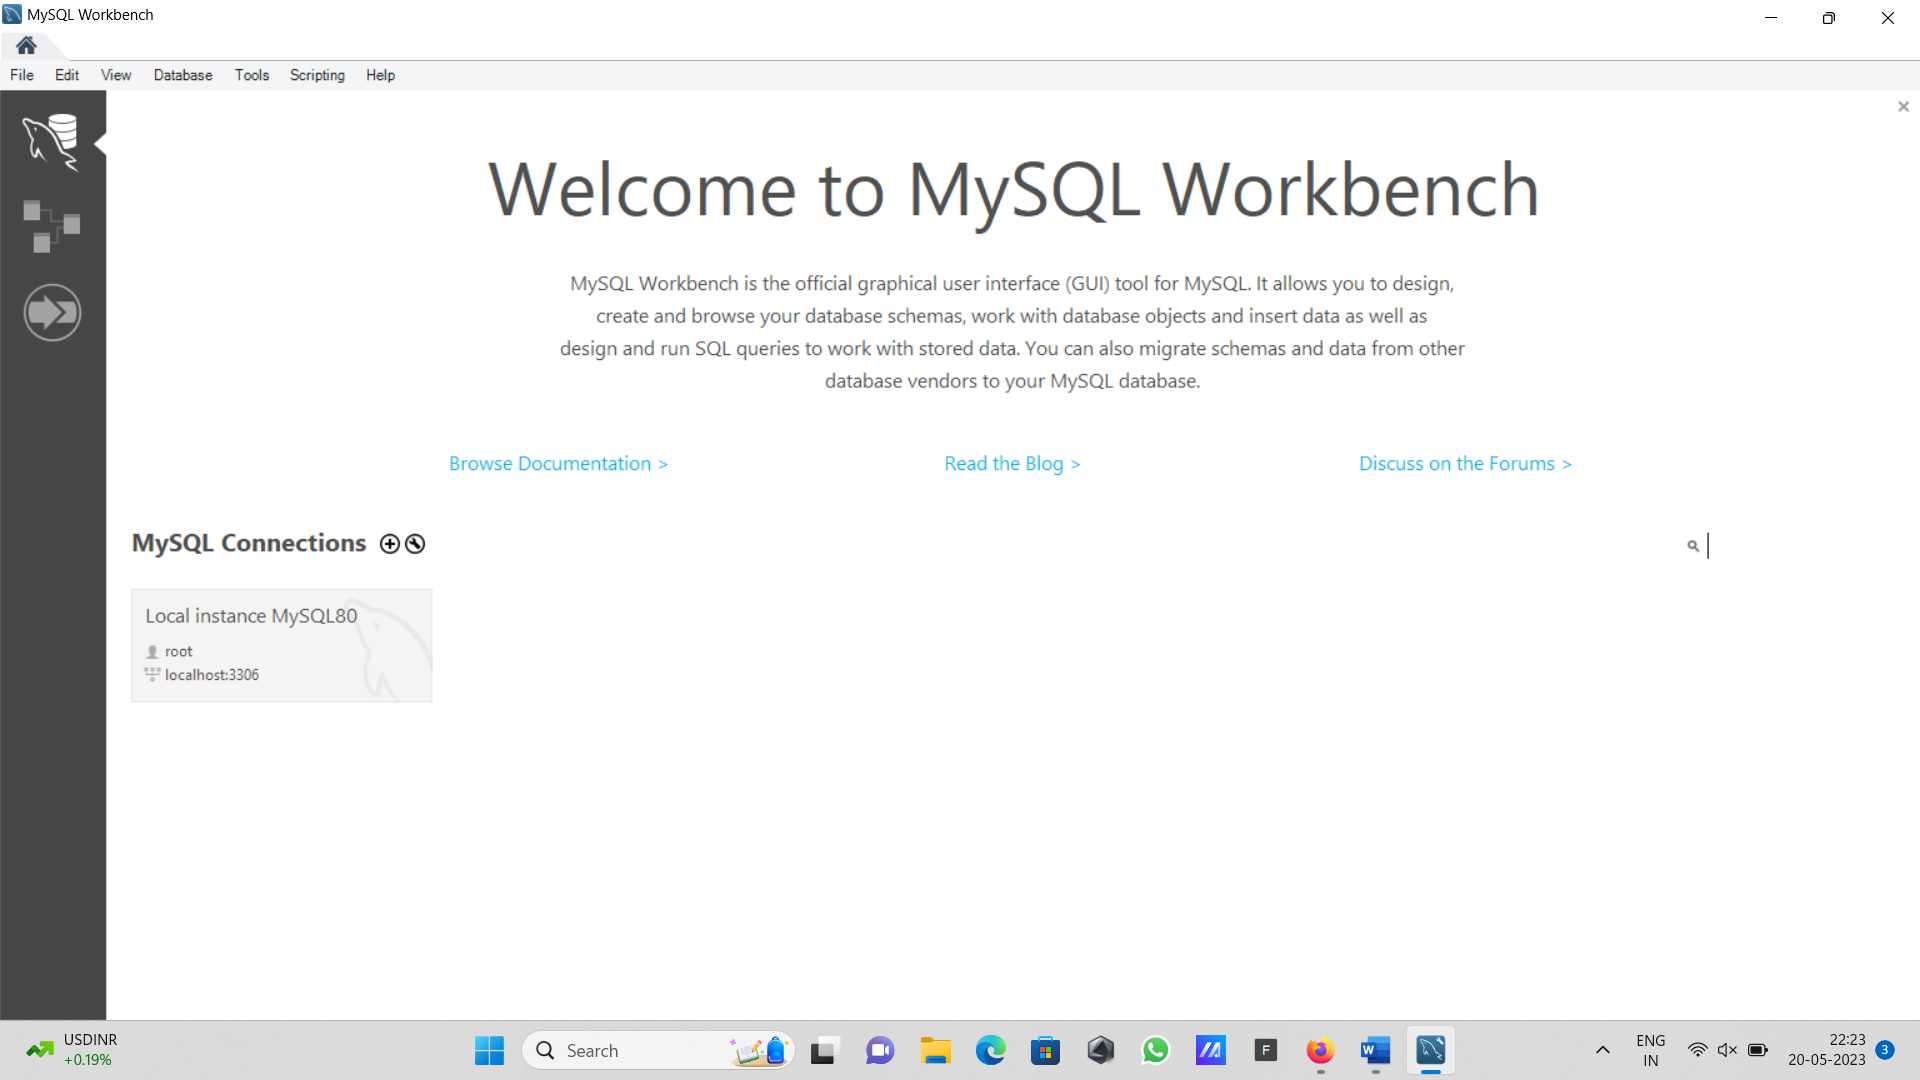 MySQL Workbench
File Edit View Database Tools Scripting Help
Welcome to MySQL Workbench
MySQL Workbench is the official graphical user interface (GUI) tool for MySQL. It allows you to design,
create and browse your database schemas, work with database objects and insert data as well as
design and run SQL queries to work with stored data. You can also migrate schemas and data from other
database vendors to your MySQL database.
Browse Documentation > Read the Blog > Discuss on the Forums >
MySQL Connections
Local instance MySQL80
root
localhost:3306
USDINR
+0.19%
Search
F
W
ENG
IN
22:23
20-05-2023
3